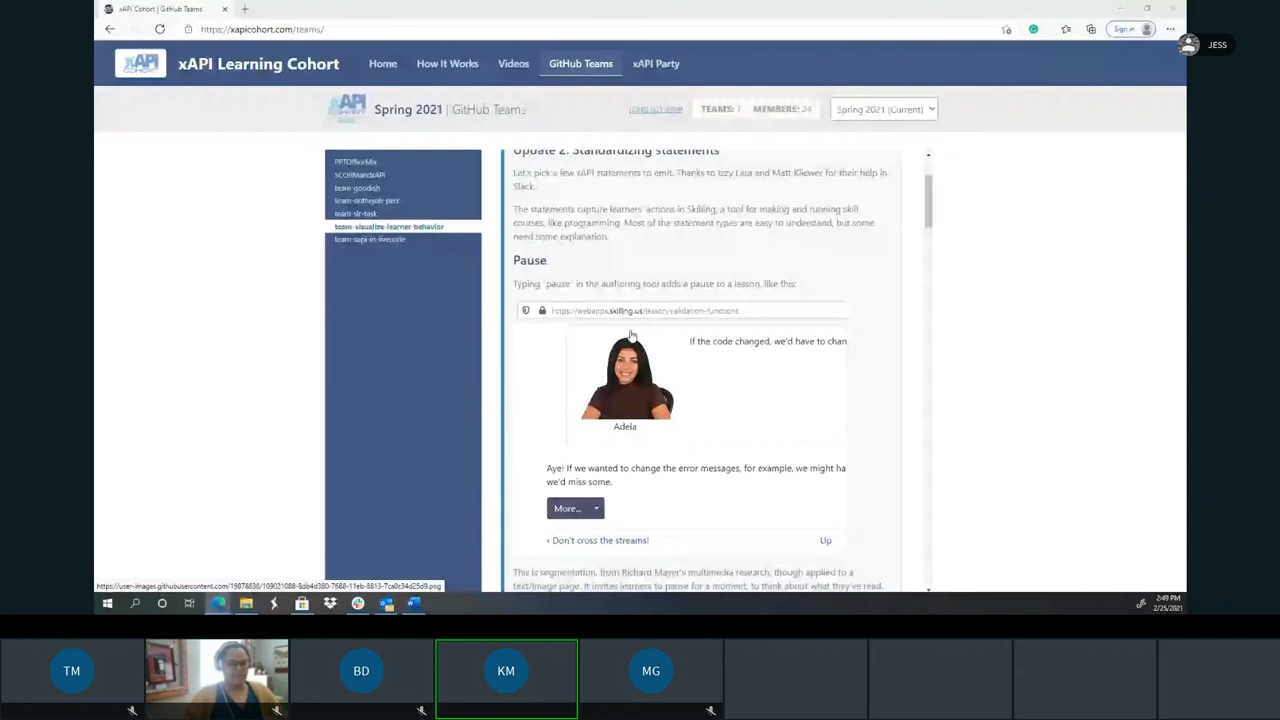 xAPI Cohort | GitHub Teams
https://xapicohort.com/teams/
Sign in
JESS
xAPI
COHORT
xAPI Learning Cohort
Home
How It Works
Videos
GitHub Teams
xAPI Party
xAPI
Spring 2021 | GitHub Teams
TEAMS: 7
MEMBERS: 24
Spring 2021 (Current)
PPTOfficeMix
SCORMandxAPI
team-goodish
team-onthejob-perf
team-slr-task
team-visualize-learner-behavior
team-xapi-in-livecode
Update 2. Standardizing statements
Let's pick a few xAPI statements to emit. Thanks to Izzy Lara and Matt Kliewer for their help in
Slack.
The statements capture learners' actions in Skilling, a tool for making and running skill
courses, like programming. Most of the statement types are easy to understand, but some
need some explanation.
Pause
Typing `pause` in the authoring tool adds a pause to a lesson, like this:
https://webapps.skilling.us/lesson/validation-functions
If the code changed, we'd have to chan
Adela
Aye! If we wanted to change the error messages, for example, we might ha
we'd miss some.
More...
‹ Don't cross the streams!
Up
This is segmentation, from Richard Mayer's multimedia research, though applied to a
text/image page. It invites learners to pause for a moment, to think about what they've read.
2:49 PM
2/25/2021
TM
BD
KM
MG